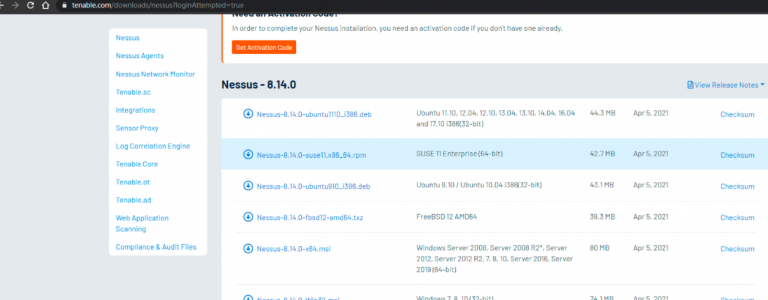 tenable.com/downloads/nessus?loginAttempted=true
Need an Activation Code?
In order to complete your Nessus installation, you need an activation code if you don't have one already.
Get Activation Code
Nessus
Nessus Agents
Nessus Network Monitor
Tenable.sc
Integrations
Sensor Proxy
Log Correlation Engine
Tenable Core
Tenable.ot
Tenable.ad
Web Application
Scanning
Compliance & Audit Files
Nessus - 8.14.0
View Release Notes
Nessus-8.14.0-ubuntu1110_i386.deb
Ubuntu 11.10, 12.04, 12.10, 13.04, 13.10, 14.04, 16.04
and 17.10 i386(32-bit)
44.3 MB
Apr 5, 2021
Checksum
Nessus-8.14.0-suse11.x86_64.rpm
SUSE 11 Enterprise (64-bit)
42.7 MB
Apr 5, 2021
Checksum
Nessus-8.14.0-ubuntu910_i386.deb
Ubuntu 9.10 / Ubuntu 10.04 i386(32-bit)
43.1 MB
Apr 5, 2021
Checksum
Nessus-8.14.0-fbsd12-amd64.txz
FreeBSD 12 AMD64
39.3 MB
Apr 5, 2021
Checksum
Nessus-8.14.0-x64.msi
Windows Server 2008, Server 2008 R2*, Server
2012, Server 2012 R2, 7, 8, 10, Server 2016, Server
2019 (64-bit)
80 MB
Apr 5, 2021
Checksum
Nessus-8.14.0-Win32.msi
Windows 7, 8, 10 (32-bit)
74.1 MB
Apr 5, 2021
Checksum